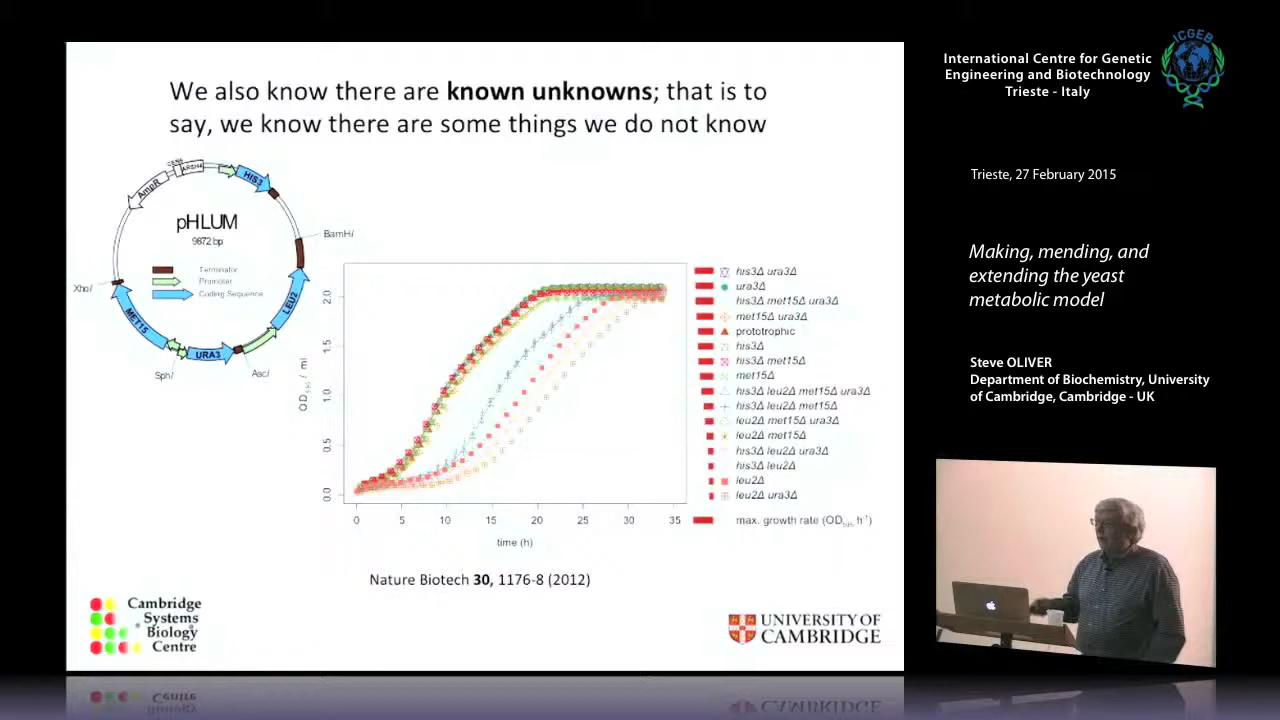 We also know there are known unknowns; that is to
say, we know there are some things we do not know
CEN6
ARSH4
AmpR
HIS3
pHLUM
9872 bp
BamHI
Terminator
Promoter
Coding Sequence
XhoI
MET15
LEU2
URA3
SphI
AscI
OD595 / ml
0.0
0.5
1.0
1.5
2.0
0
5
10
15
20
25
30
35
time (h)
his3Δ ura3Δ
ura3Δ
his3Δ met15Δ ura3Δ
met15Δ ura3Δ
prototrophic
his3Δ
his3Δ met15Δ
met15Δ
his3Δ leu2Δ met15Δ ura3Δ
his3Δ leu2Δ met15Δ
leu2Δ met15Δ ura3Δ
leu2Δ met15Δ
his3Δ leu2Δ ura3Δ
his3Δ leu2Δ
leu2Δ
leu2Δ ura3Δ
max. growth rate (OD595 h-1)
Nature Biotech 30, 1176-8 (2012)
Cambridge
Systems
Biology
Centre
UNIVERSITY OF
CAMBRIDGE
International Centre for Genetic
Engineering and Biotechnology
Trieste - Italy
ICGEB
Trieste, 27 February 2015
Making, mending, and
extending the yeast
metabolic model
Steve OLIVER
Department of Biochemistry, University
of Cambridge, Cambridge - UK